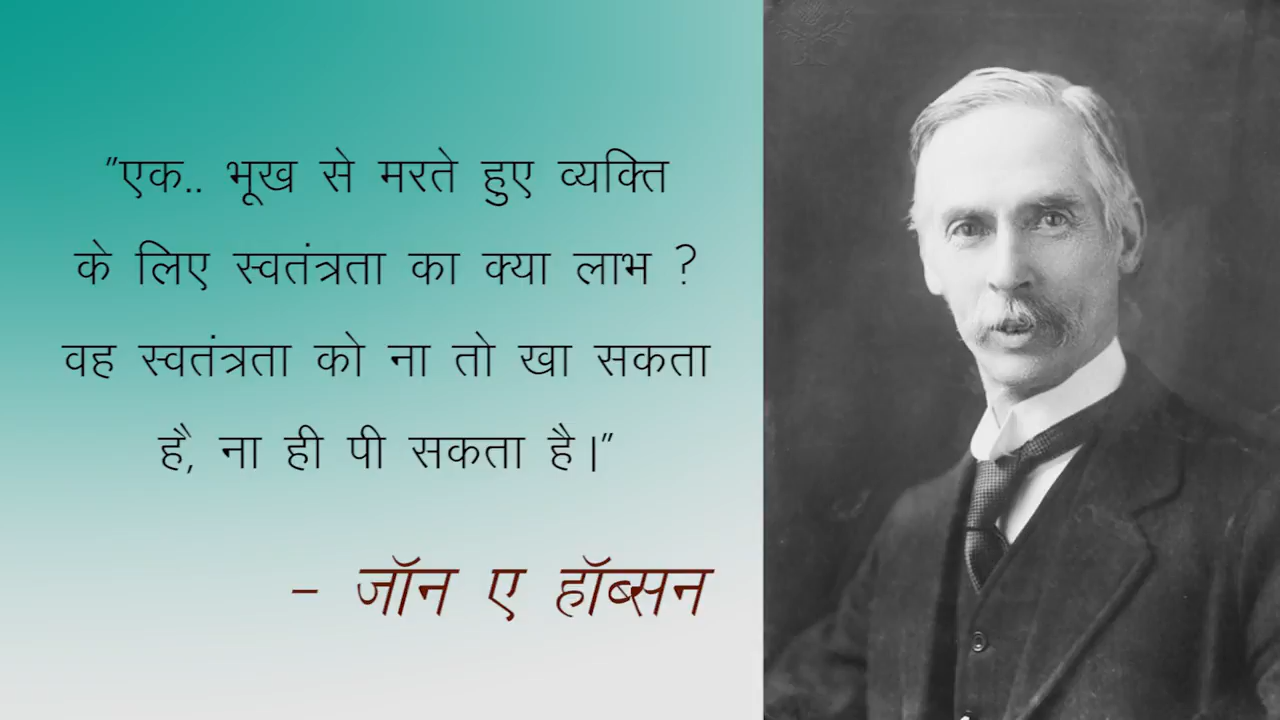 "एक.. भूख से मरते हुए व्यक्ति
के लिए स्वतंत्रता का क्या लाभ ?
वह स्वतंत्रता को ना तो खा सकता
है, ना ही पी सकता है।"
- जॉन ए हॉब्सन